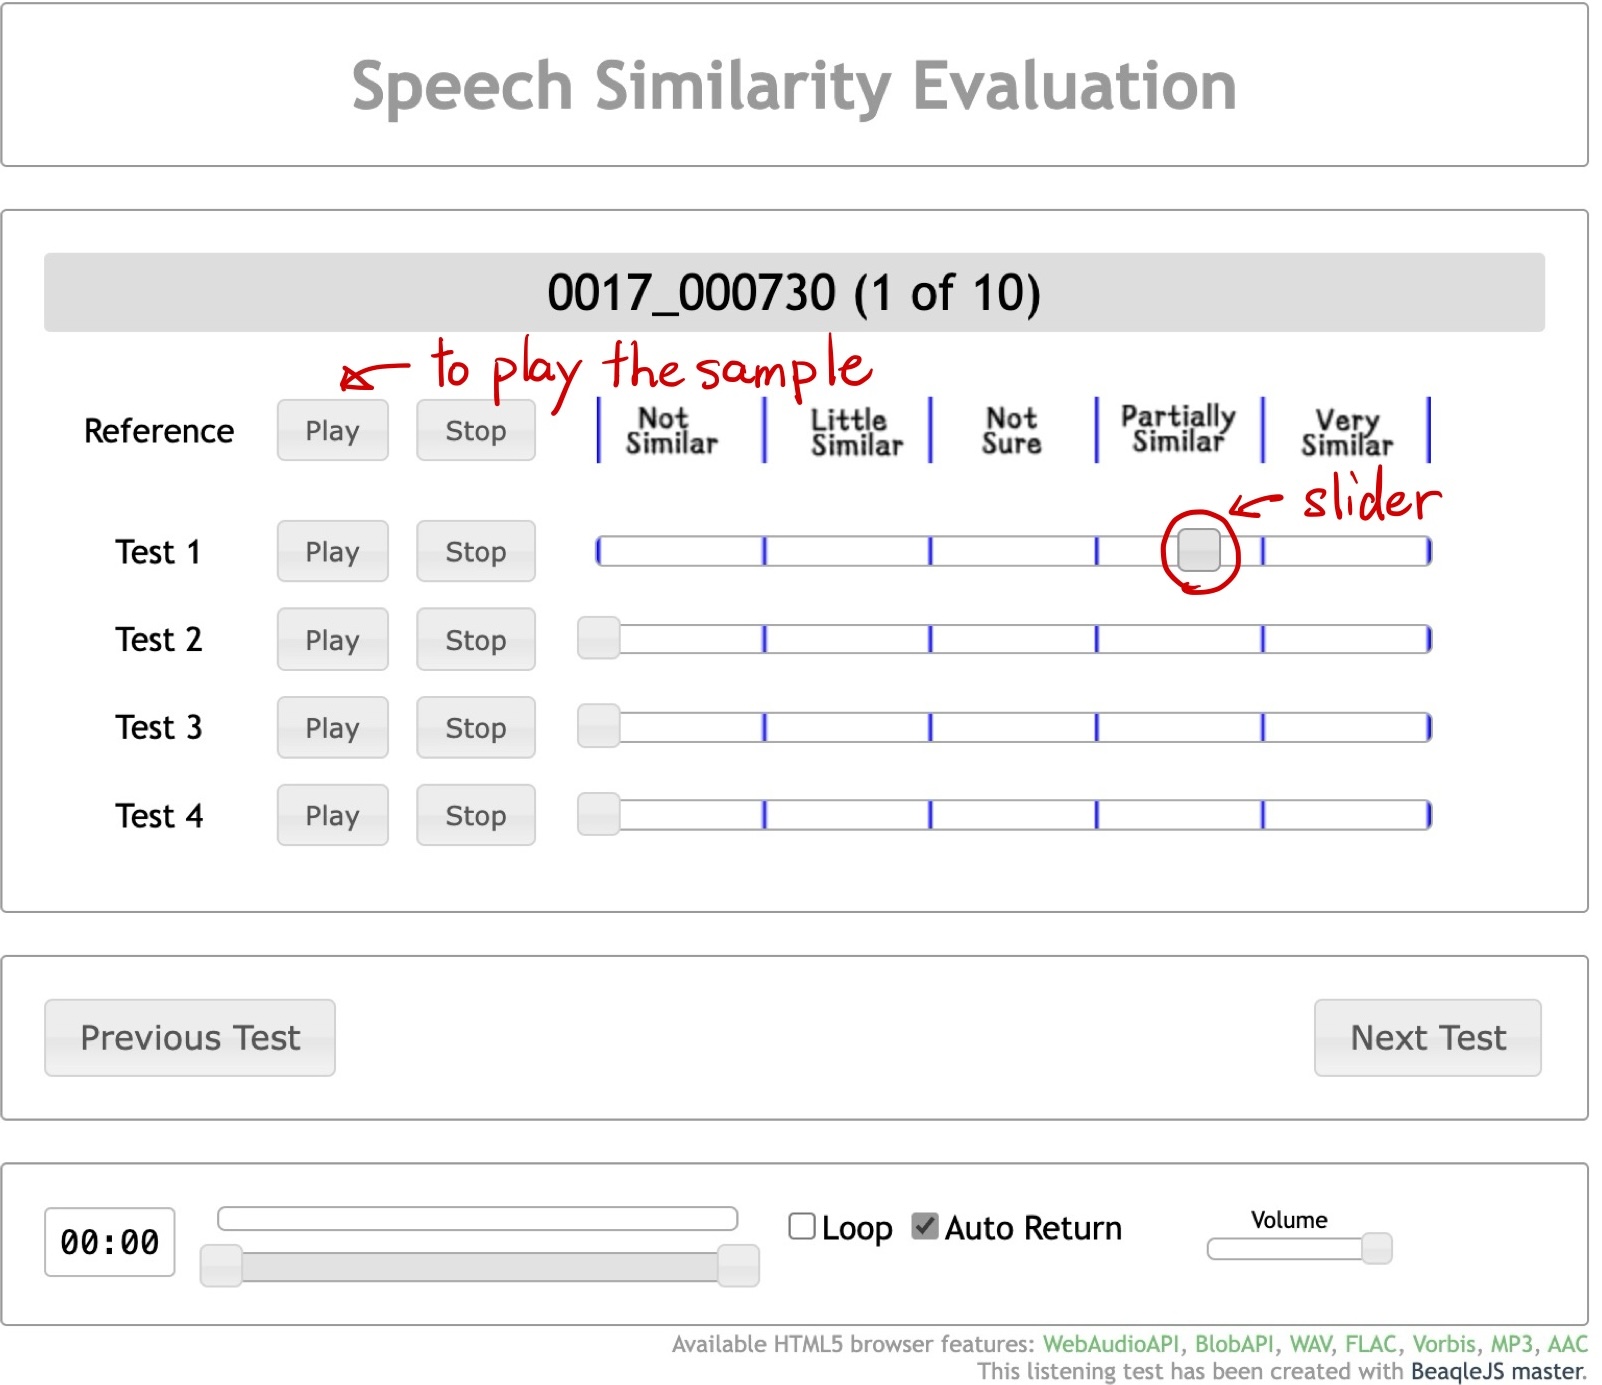 Speech Similarity Evaluation
0017_000730 (1 of 10)
to play the sample
Reference Play Stop Not Similar Little Similar Not Sure Partially Similar Very Similar
slider
Test 1 Play Stop
Test 2 Play Stop
Test 3 Play Stop
Test 4 Play Stop
Previous Test Next Test
00:00 Loop Auto Return Volume
Available HTML5 browser features: WebAudioAPI, BlobAPI, WAV, FLAC, Vorbis, MP3, AAC
This listening test has been created with BeaqleJS master.